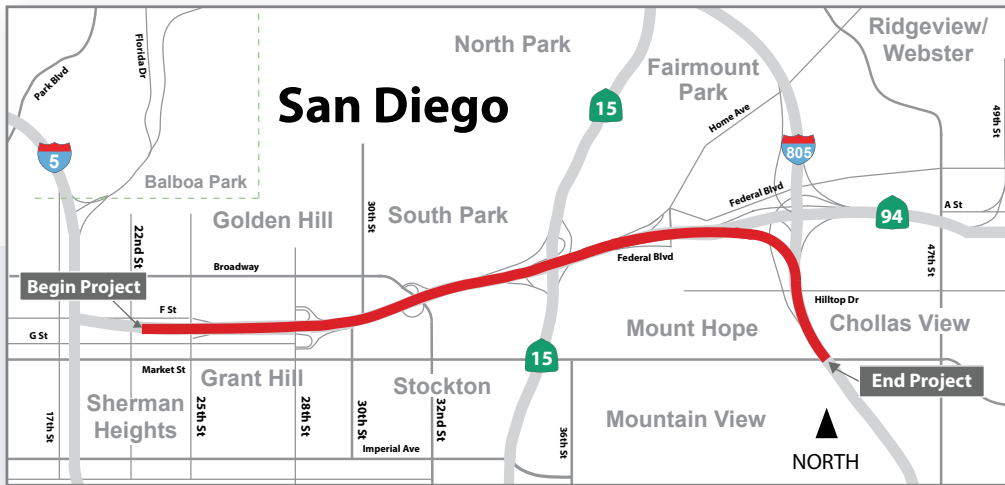 Ridgeview/
Webster
North Park
Fairmount
Park
San Diego
Park Blvd
Florida Dr
15
Home Ave
49th St
5
805
Balboa Park
Federal Blvd
94
A St
Golden Hill
30th St
South Park
22nd St
47th St
Broadway
Federal Blvd
Begin Project
F St
Hilltop Dr
Mount Hope
Chollas View
G St
15
Market St
Grant Hill
Stockton
End Project
Sherman
Heights
17th St
25th St
28th St
30th St
32nd St
36th St
Mountain View
Imperial Ave
NORTH